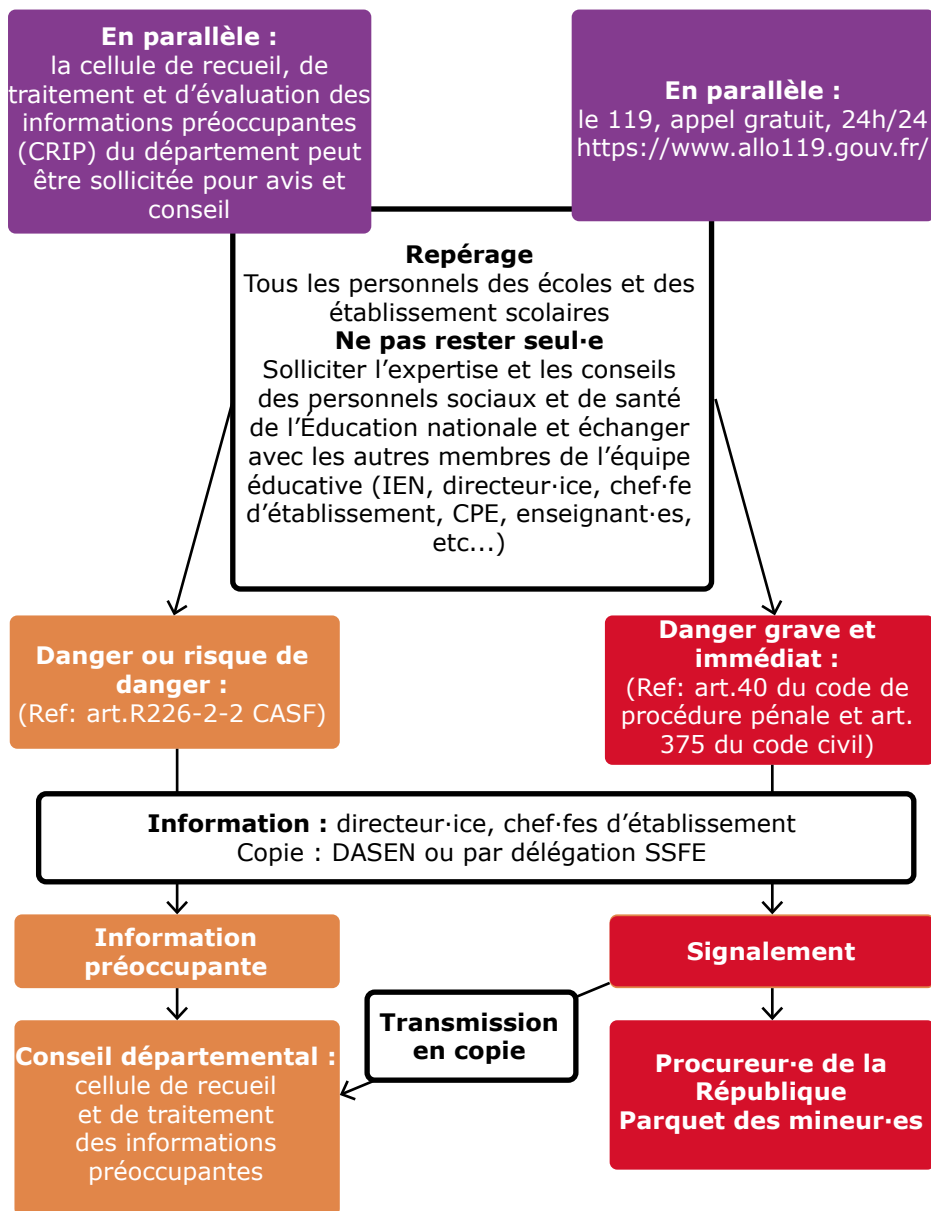 En parallèle :
la cellule de recueil, de
traitement et d’évaluation des
informations préoccupantes
(CRIP) du département peut
être sollicitée pour avis et
conseil
En parallèle :
le 119, appel gratuit, 24h/24
https://www.allo119.gouv.fr/
Repérage
Tous les personnels des écoles et des
établissement scolaires
Ne pas rester seul·e
Solliciter l’expertise et les conseils
des personnels sociaux et de santé
de l’Éducation nationale et échanger
avec les autres membres de l’équipe
éducative (IEN, directeur·ice, chef·fe
d’établissement, CPE, enseignant·es,
etc...)
Danger ou risque de
danger :
(Ref: art.R226-2-2 CASF)
Danger grave et
immédiat :
(Ref: art.40 du code de
procédure pénale et art.
375 du code civil)
Information : directeur·ice, chef·fes d’établissement
Copie : DASEN ou par délégation SSFE
Information
préoccupante
Signalement
Transmission
en copie
Conseil départemental :
cellule de recueil
et de traitement
des informations
préoccupantes
Procureur·e de la
République
Parquet des mineur·es